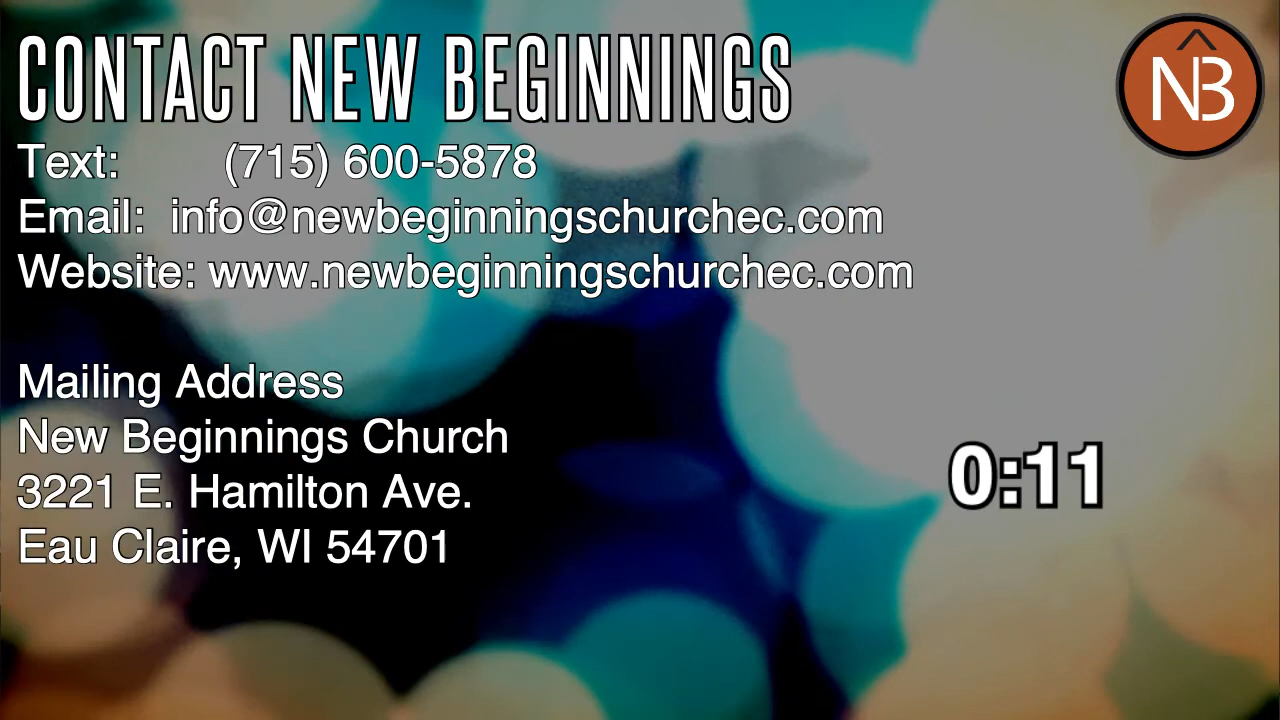 CONTACT NEW BEGINNINGS
NB
Text: (715) 600-5878
Email: info@newbeginningschurchec.com
Website: www.newbeginningschurchec.com
Mailing Address
New Beginnings Church
3221 E. Hamilton Ave.
Eau Claire, WI 54701
0:11